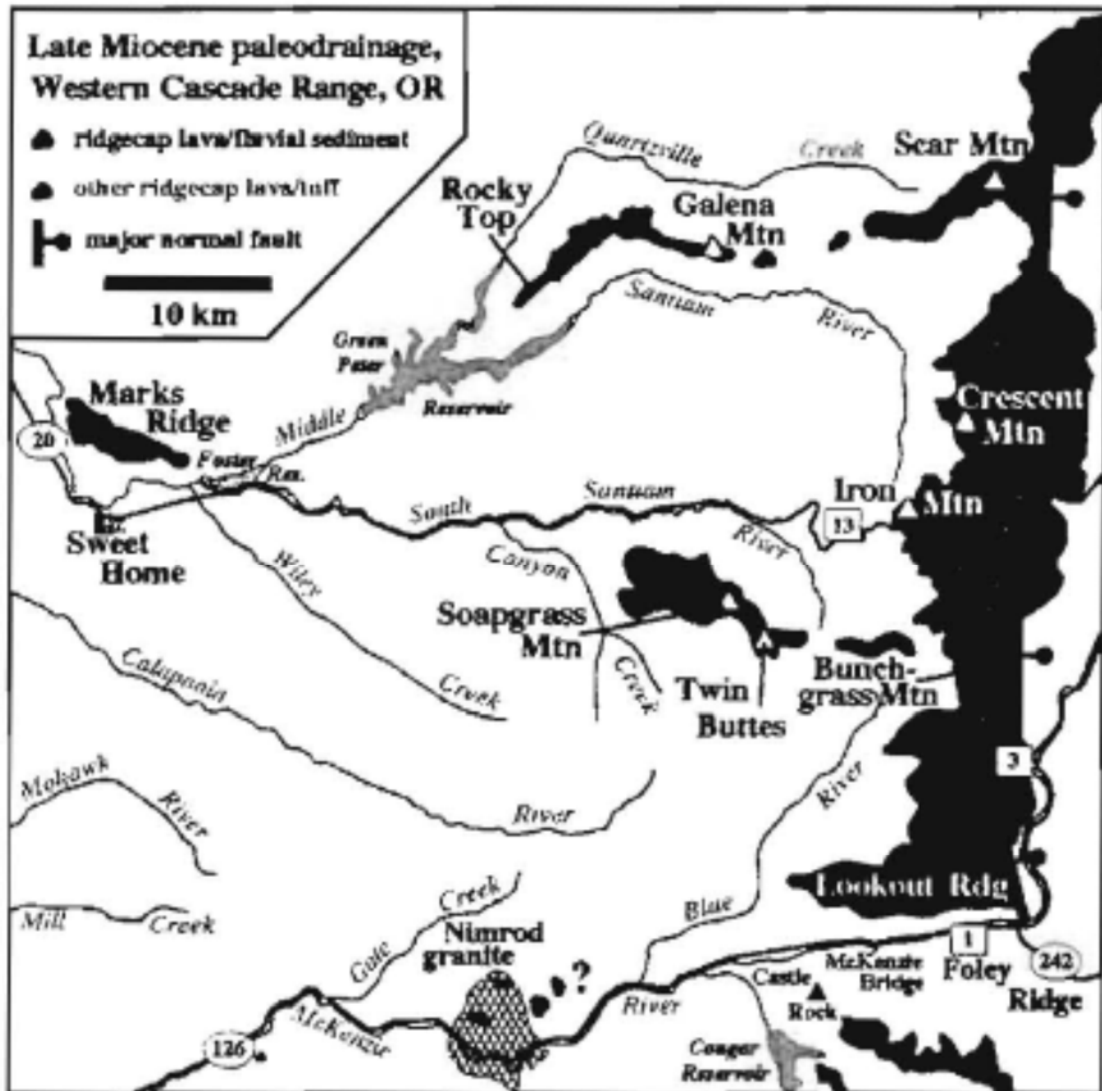 Late Miocene paleodrainage,
Western Cascade Range, OR
ridgecap lava/fluvial sediment
other ridgecap lava/tuff
major normal fault
10 km
Quartzville
Creek
Scar Mtn
Rocky
Top
Galena
Mtn
Santiam
River
Green
Peter
Reservoir
Marks
Ridge
20
Middle
Foster
Res.
Crescent
Mtn
Iron
Mtn
13
South
Santiam
River
Sweet
Home
Wiley
Creek
Canyon
Creek
Soapgrass
Mtn
Twin
Buttes
Bunch-
grass Mtn
Calapooia
River
3
Mohawk
River
Blue
River
Lookout Rdg
Mill
Creek
Gate
Creek
Nimrod
granite
?
1
McKenzie
Bridge
Foley
Ridge
242
Castle
Rock
McKenzie
River
126
Cougar
Reservoir